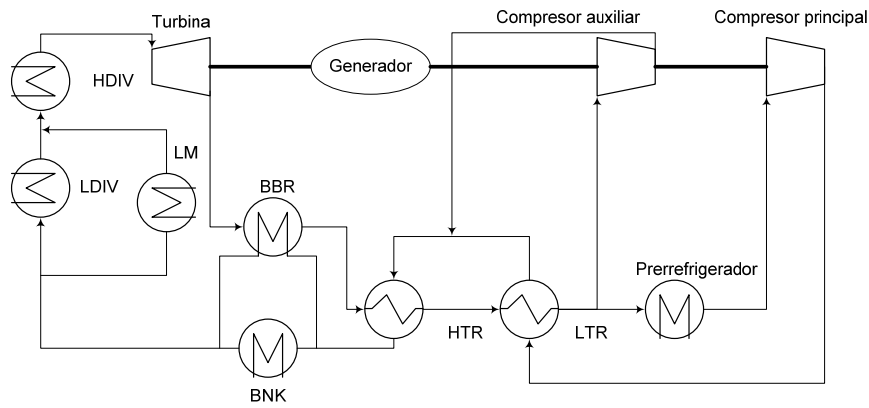 Turbina
Compresor auxiliar
Compresor principal
Generador
HDIV
LM
LDIV
BBR
Prerrefrigerador
HTR
LTR
BNK